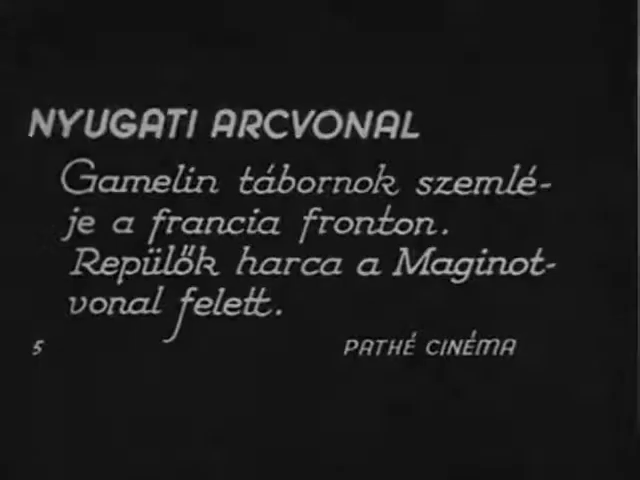 NYUGATI ARCVONAL
Gamelin tábornok szemlé-
je a francia fronton.
Repülők harca a Maginot-
vonal felett.
5 PATHÉ CINÉMA